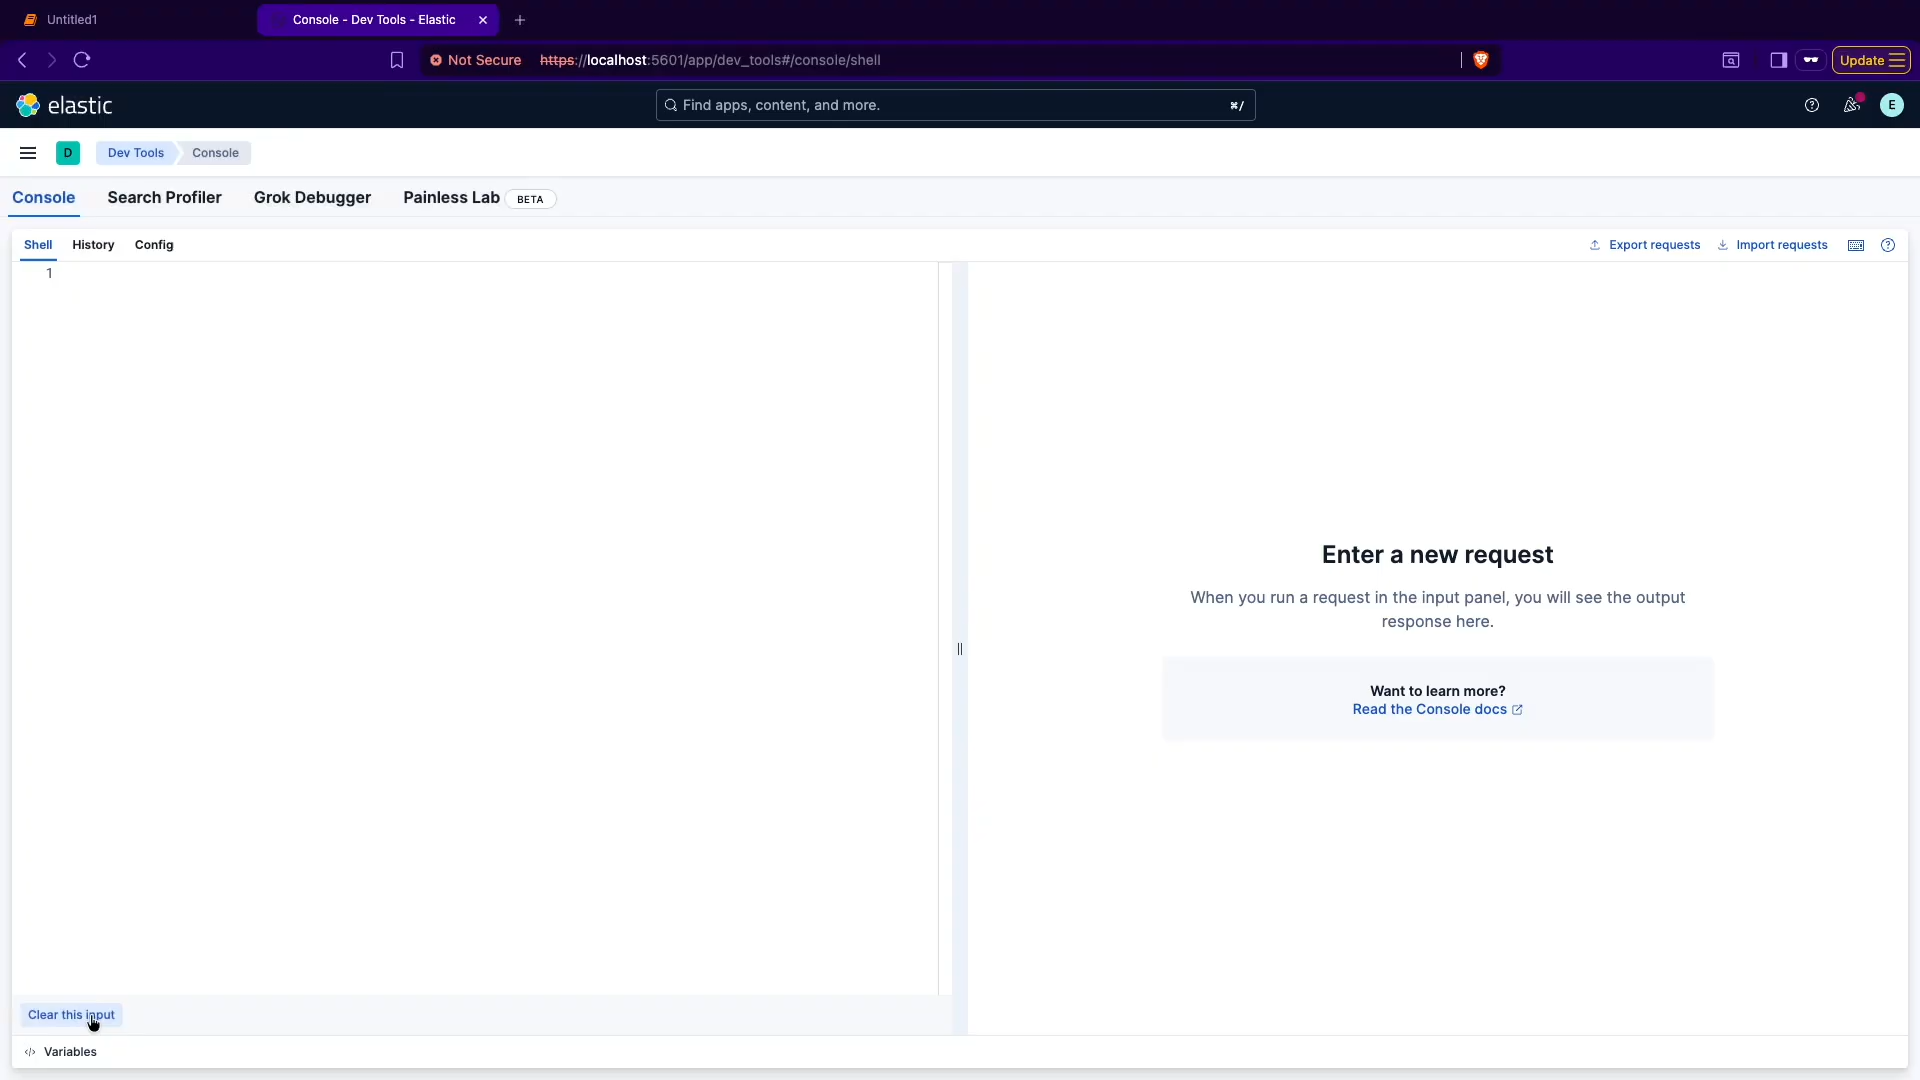 Untitled1
Console - Dev Tools - Elastic
Not Secure https://localhost:5601/app/dev_tools#/console/shell
Update
elastic
Find apps, content, and more.
⌘/
E
D
Dev Tools
Console
Console
Search Profiler
Grok Debugger
Painless Lab
BETA
Shell
History
Config
Export requests
Import requests
1
Enter a new request
When you run a request in the input panel, you will see the output
response here.
Want to learn more?
Read the Console docs
Clear this input
Variables